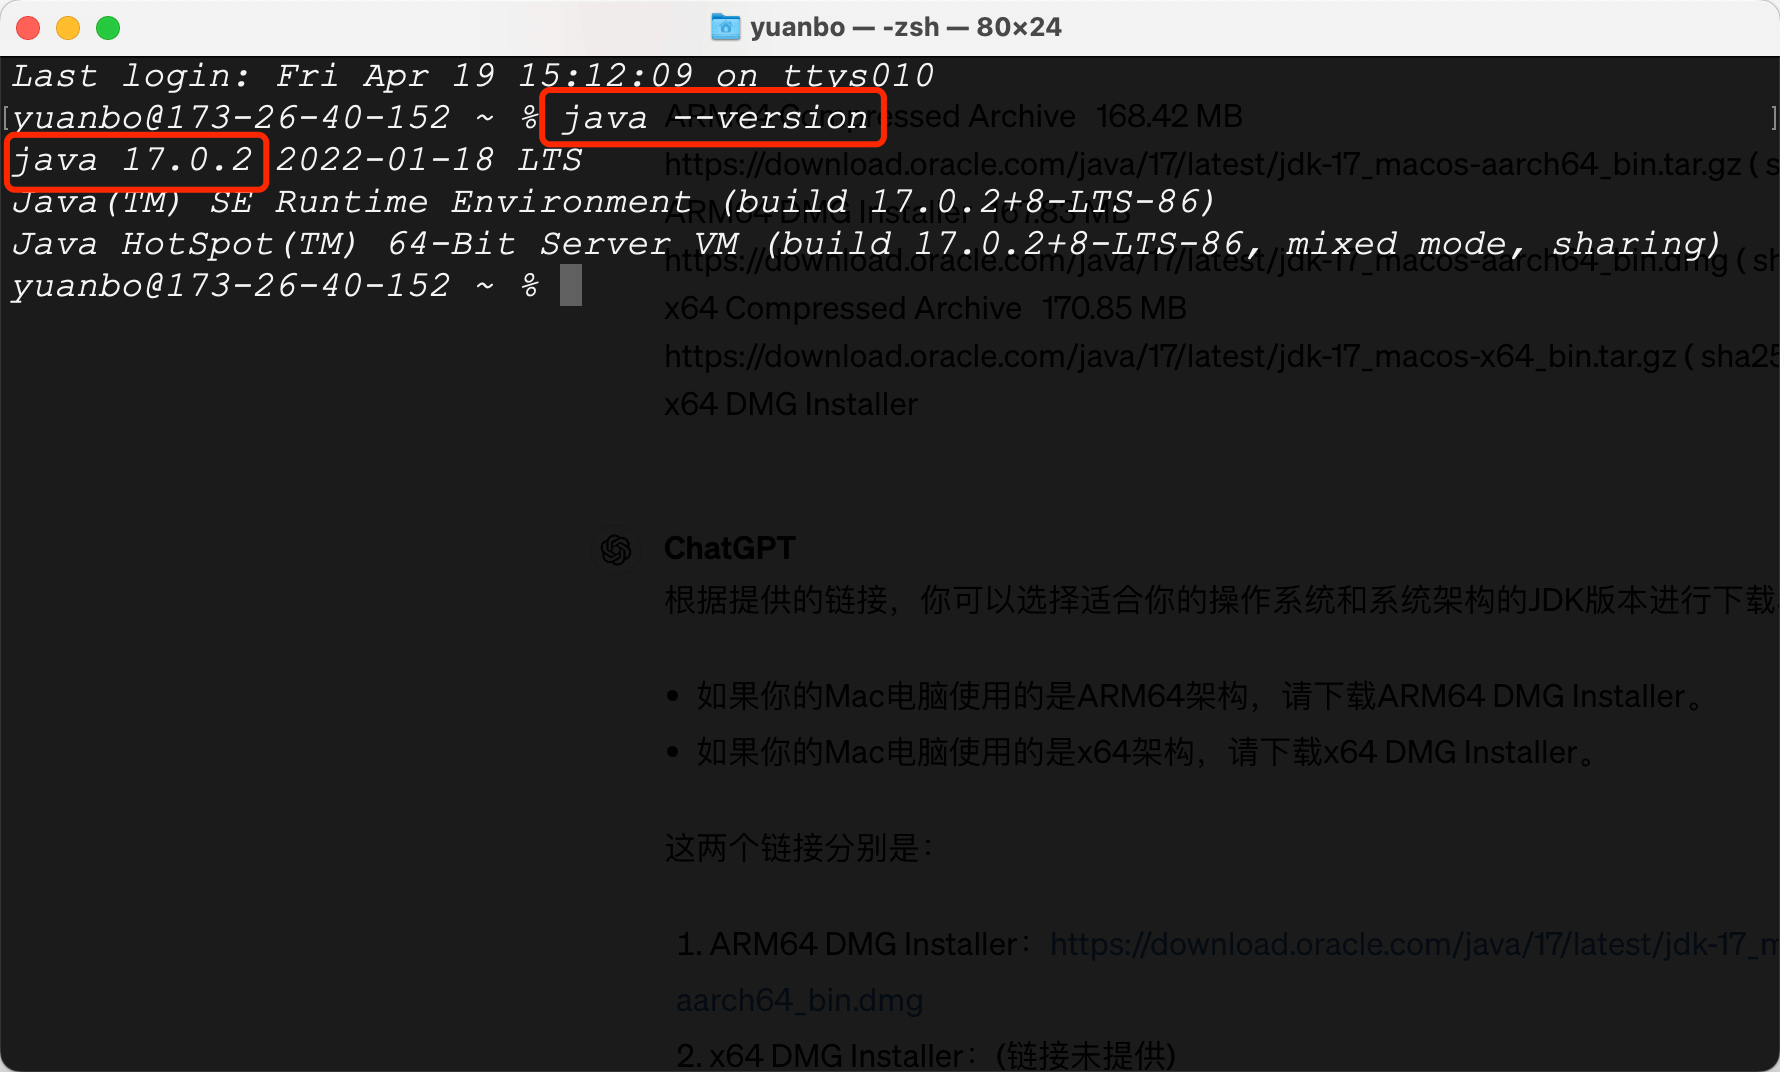 yuanbo — -zsh — 80×24
Last login: Fri Apr 19 15:12:09 on ttys010
[yuanbo@173-26-40-152 ~ % java --version ]
java 17.0.2 2022-01-18 LTS
Java(TM) SE Runtime Environment (build 17.0.2+8-LTS-86)
Java HotSpot(TM) 64-Bit Server VM (build 17.0.2+8-LTS-86, mixed mode, sharing)
yuanbo@173-26-40-152 ~ %
ARM64 Compressed Archive 168.42 MB
https://download.oracle.com/java/17/latest/jdk-17_macos-aarch64_bin.tar.gz ( s
ARM64 DMG Installer 167.83 MB
https://download.oracle.com/java/17/latest/jdk-17_macos-aarch64_bin.dmg ( sh
x64 Compressed Archive 170.85 MB
https://download.oracle.com/java/17/latest/jdk-17_macos-x64_bin.tar.gz ( sha25
x64 DMG Installer
ChatGPT
根据提供的链接，你可以选择适合你的操作系统和系统架构的JDK版本进行下载
• 如果你的Mac电脑使用的是ARM64架构，请下载ARM64 DMG Installer。
• 如果你的Mac电脑使用的是x64架构，请下载x64 DMG Installer。
这两个链接分别是：
1. ARM64 DMG Installer：https://download.oracle.com/java/17/latest/jdk-17_m
aarch64_bin.dmg
2. x64 DMG Installer：(链接未提供)